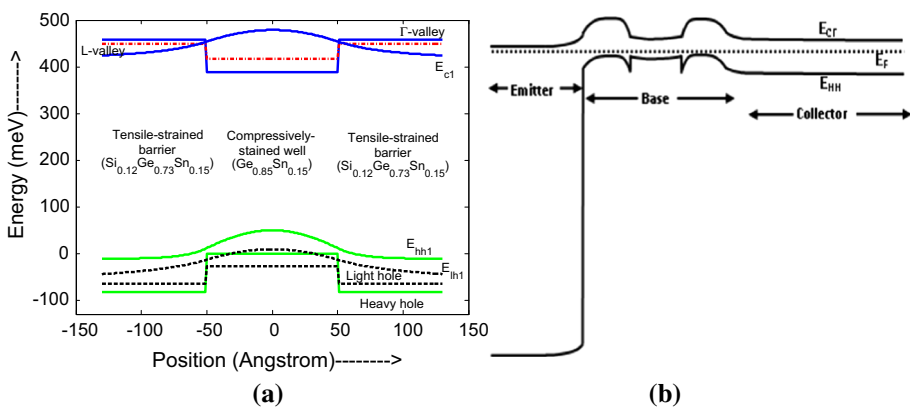 500
400
300
200
100
0
-100
-150
-100
-50
0
50
100
150
Energy (meV)------>
Position (Angstrom)-------->
L-valley
Γ-valley
E_c1
Tensile-strained
barrier
(Si_0.12Ge_0.73Sn_0.15)
Compressively-
stained well
(Ge_0.85Sn_0.15)
Tensile-strained
barrier
(Si_0.12Ge_0.73Sn_0.15)
E_hh1
E_lh1
Light hole
Heavy hole
(a)
E_CΓ
E_F
E_HH
Emitter
Base
Collector
(b)